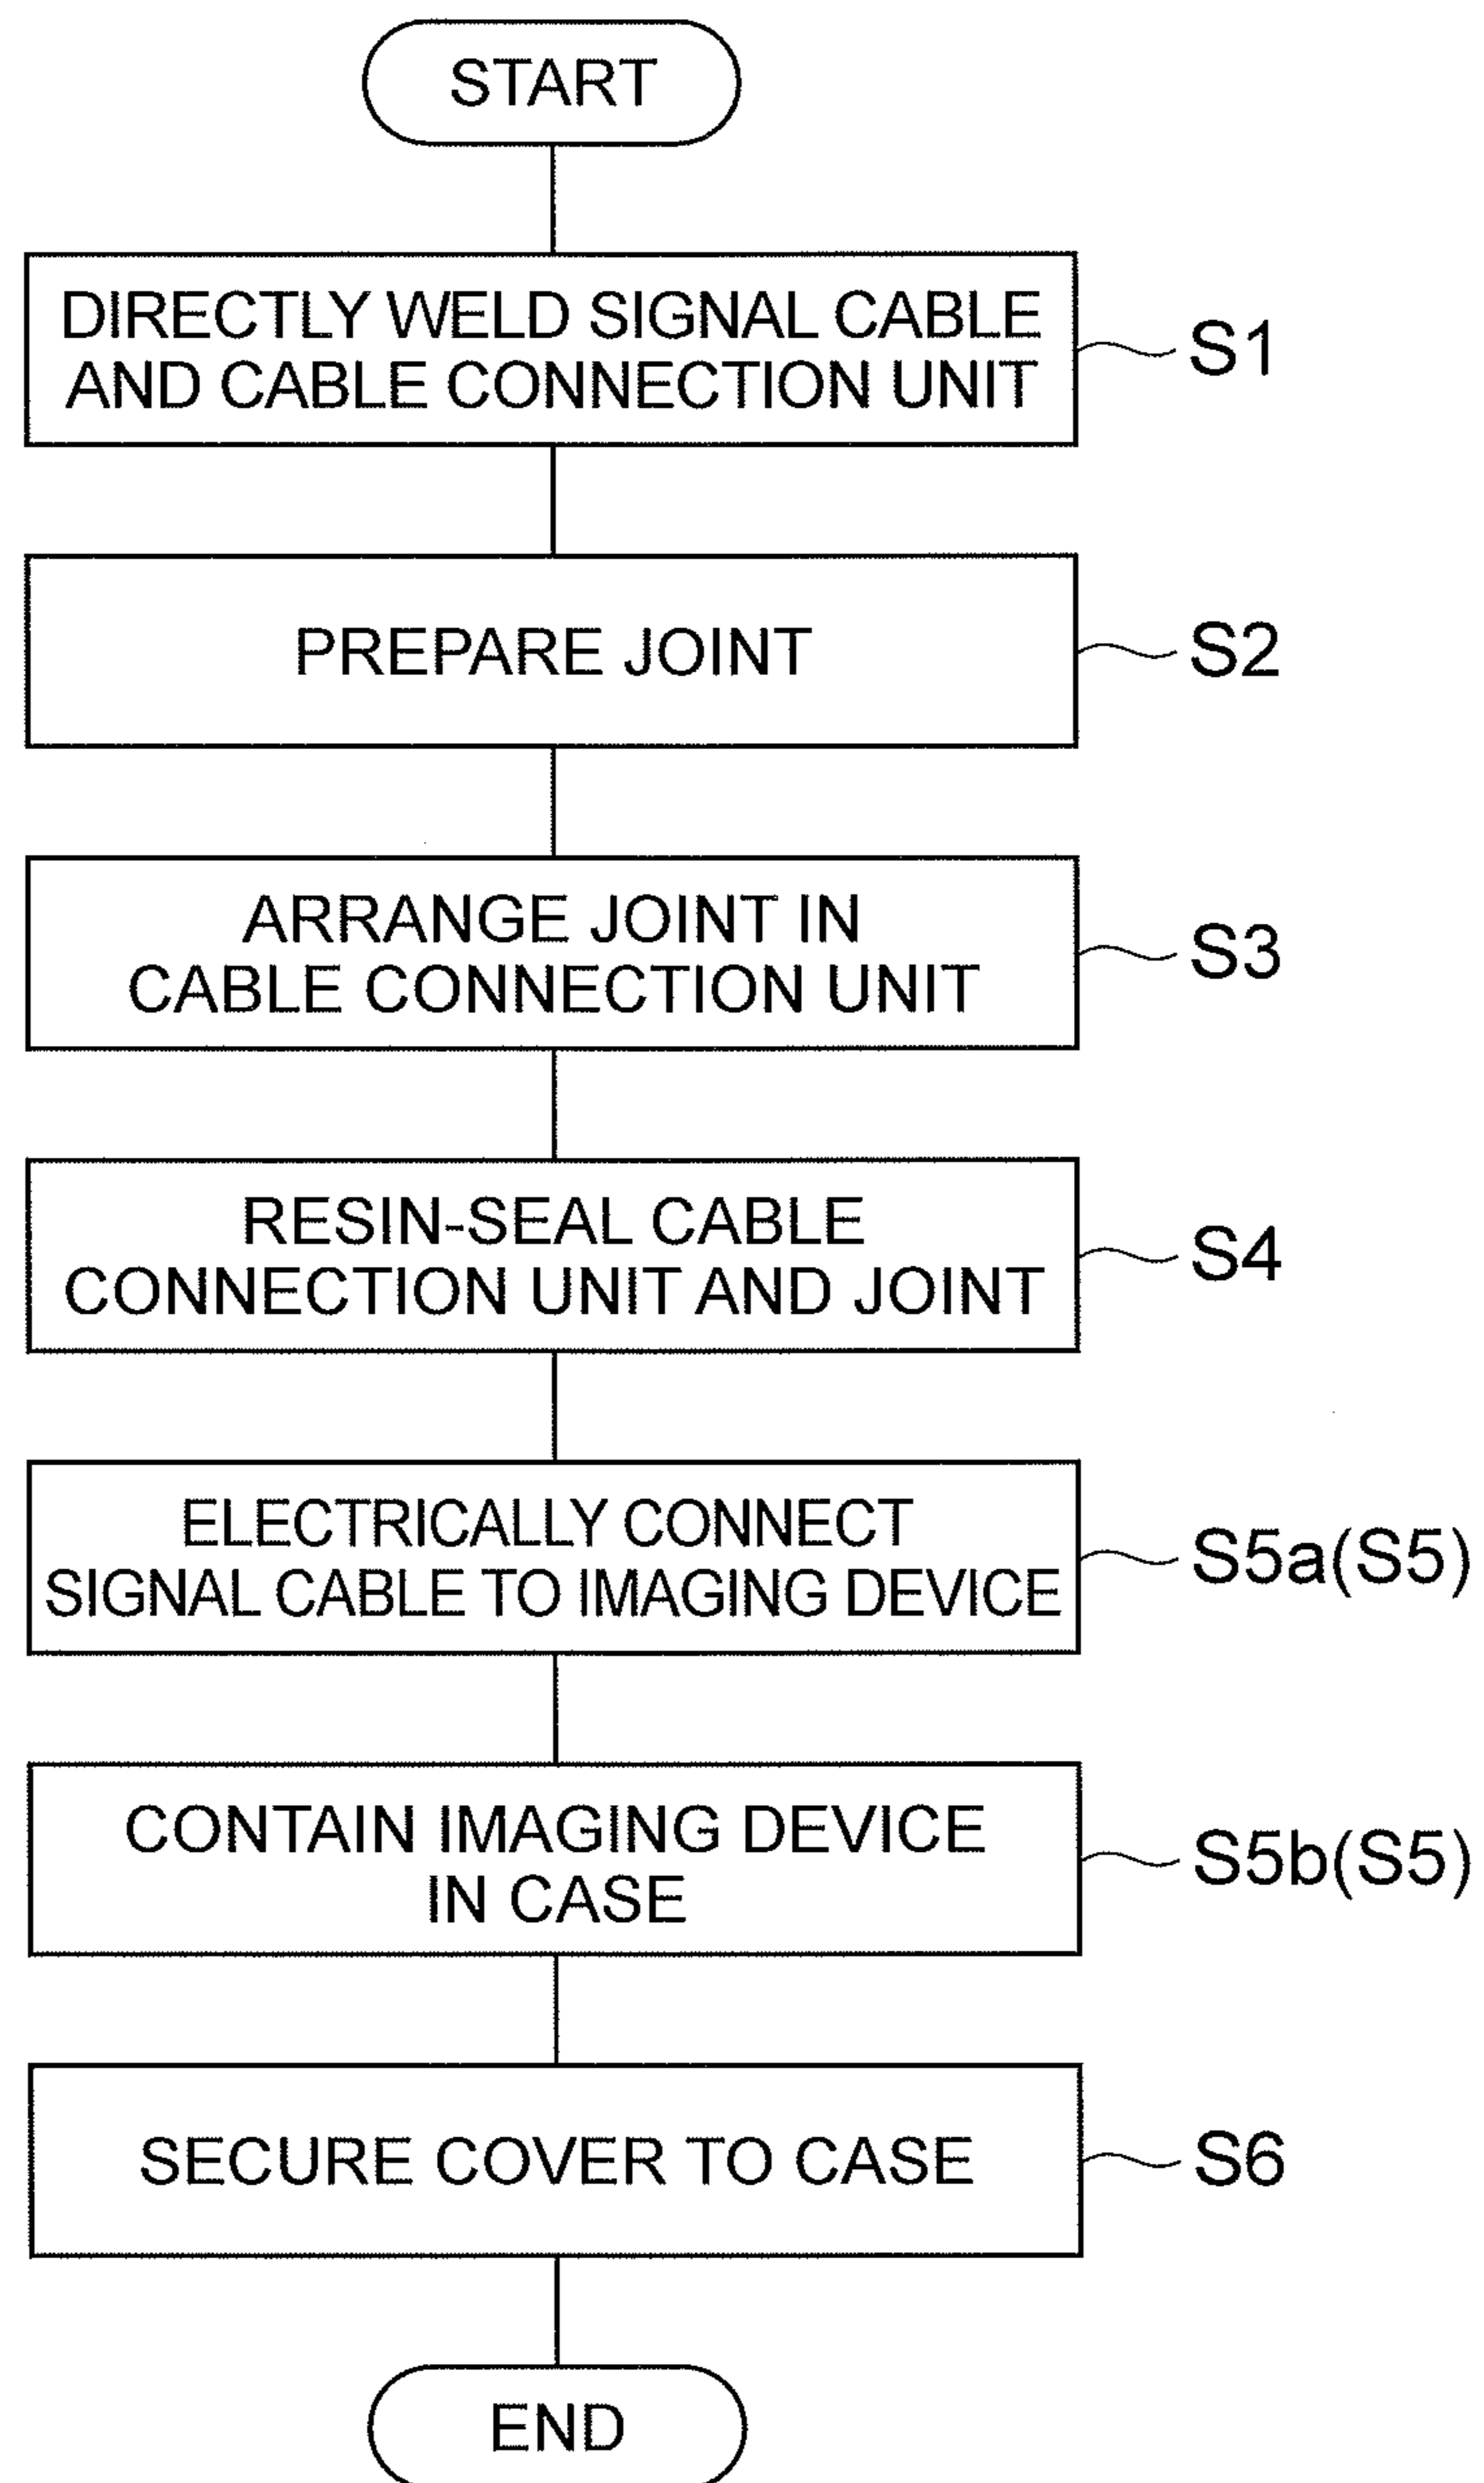 START
DIRECTLY WELD SIGNAL CABLE
AND CABLE CONNECTION UNIT
S1
PREPARE JOINT
S2
ARRANGE JOINT IN
CABLE CONNECTION UNIT
S3
RESIN-SEAL CABLE
CONNECTION UNIT AND JOINT
S4
ELECTRICALLY CONNECT
SIGNAL CABLE TO IMAGING DEVICE
S5a(S5)
CONTAIN IMAGING DEVICE
IN CASE
S5b(S5)
SECURE COVER TO CASE
S6
END